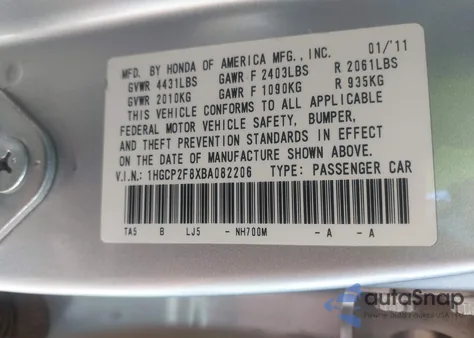 MFD. BY HONDA OF AMERICA MFG., INC. 01/'11
GVWR 4431LBS GAWR F 2403LBS R 2061LBS
GVWR 2010KG GAWR F 1090KG R 935KG
THIS VEHICLE CONFORMS TO ALL APPLICABLE
FEDERAL MOTOR VEHICLE SAFETY, BUMPER,
AND THEFT PREVENTION STANDARDS IN EFFECT
ON THE DATE OF MANUFACTURE SHOWN ABOVE.
V.I.N.: 1HGCP2F8XBA082206 TYPE: PASSENGER CAR
TA5 B LJ5 - NH700M - A - A
autoSnap